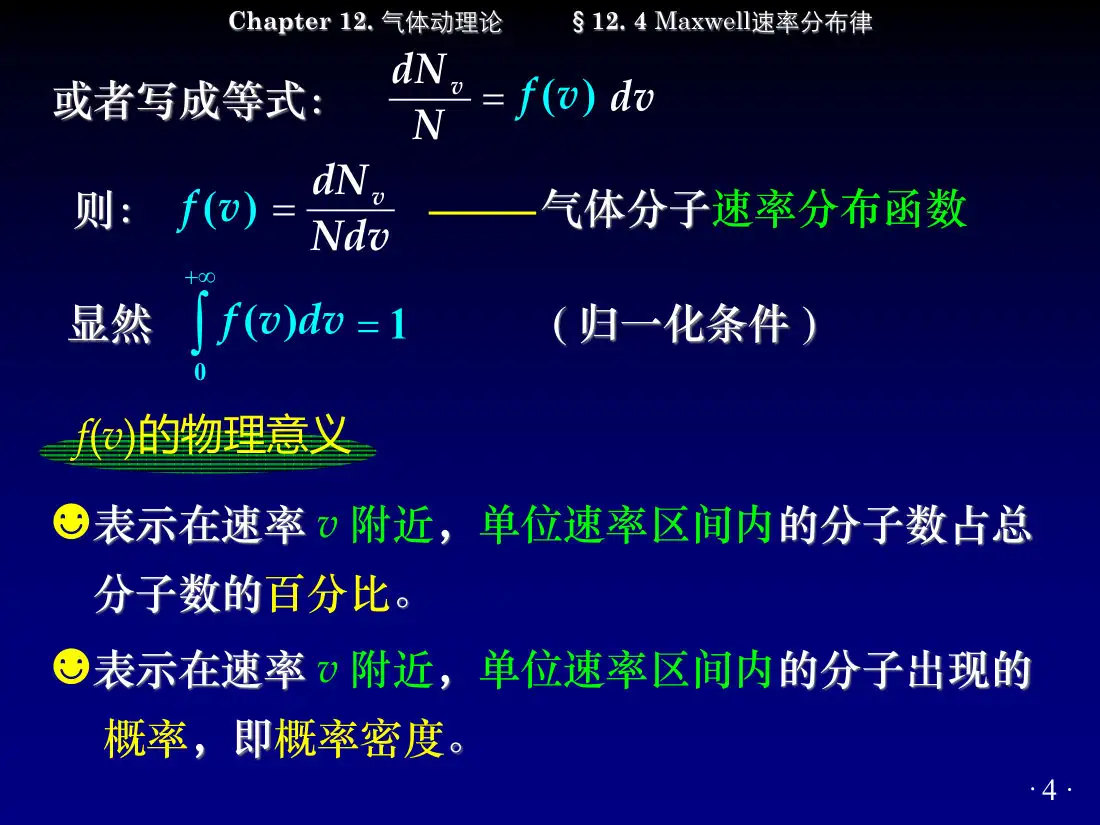 Chapter 12. 气体动理论 §12. 4 Maxwell速率分布律
或者写成等式： dN_v / N = f(v) dv
则： f(v) = dN_v / Ndv ——气体分子速率分布函数
显然 ∫_0^{+∞} f(v)dv = 1 （归一化条件）
f(v)的物理意义
表示在速率 v 附近，单位速率区间内的分子数占总
分子数的百分比。
表示在速率 v 附近，单位速率区间内的分子出现的
概率，即概率密度。
· 4 ·